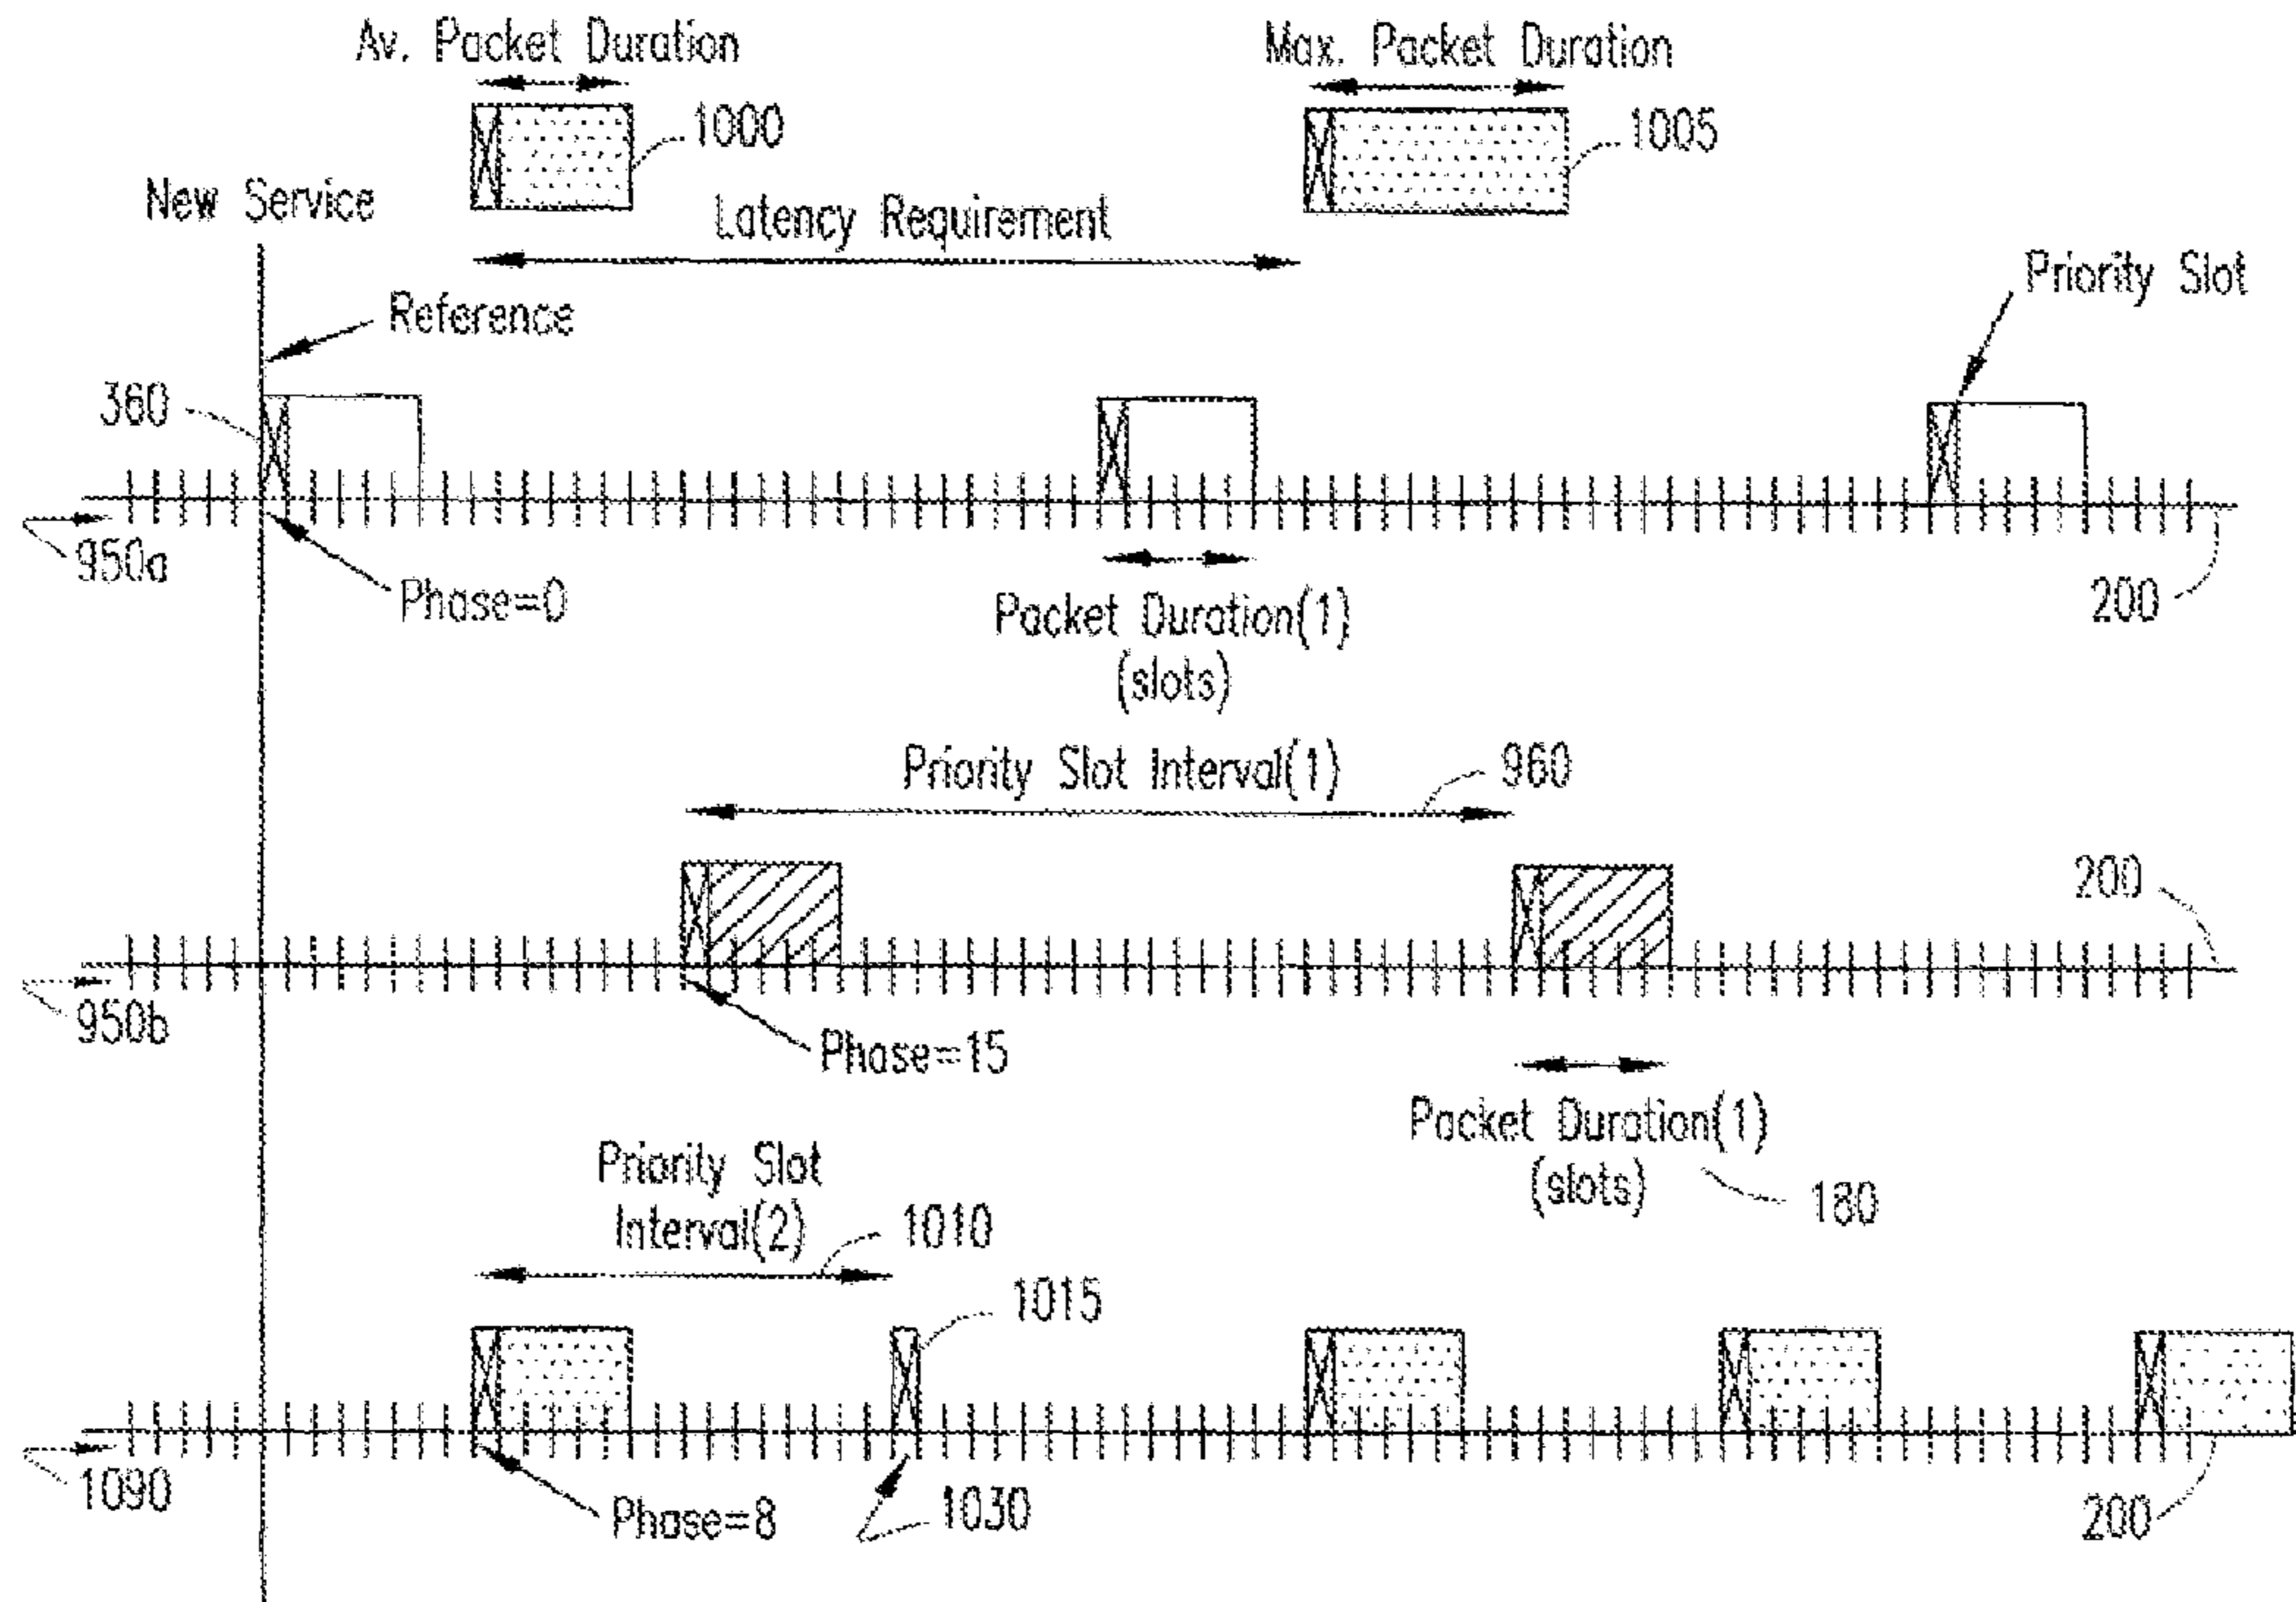 Av. Packet Duration
Max. Packet Duration
1000
1005
New Service
Latency Requirement
Priority Slot
Reference
360
950a
Phase=0
200
Packet Duration(1)
(slots)
Priority Slot Interval(1)
960
200
950b
Phase=15
Packet Duration(1)
(slots)
180
Priority Slot
Interval(2)
1010
1015
1090
Phase=8
1030
200